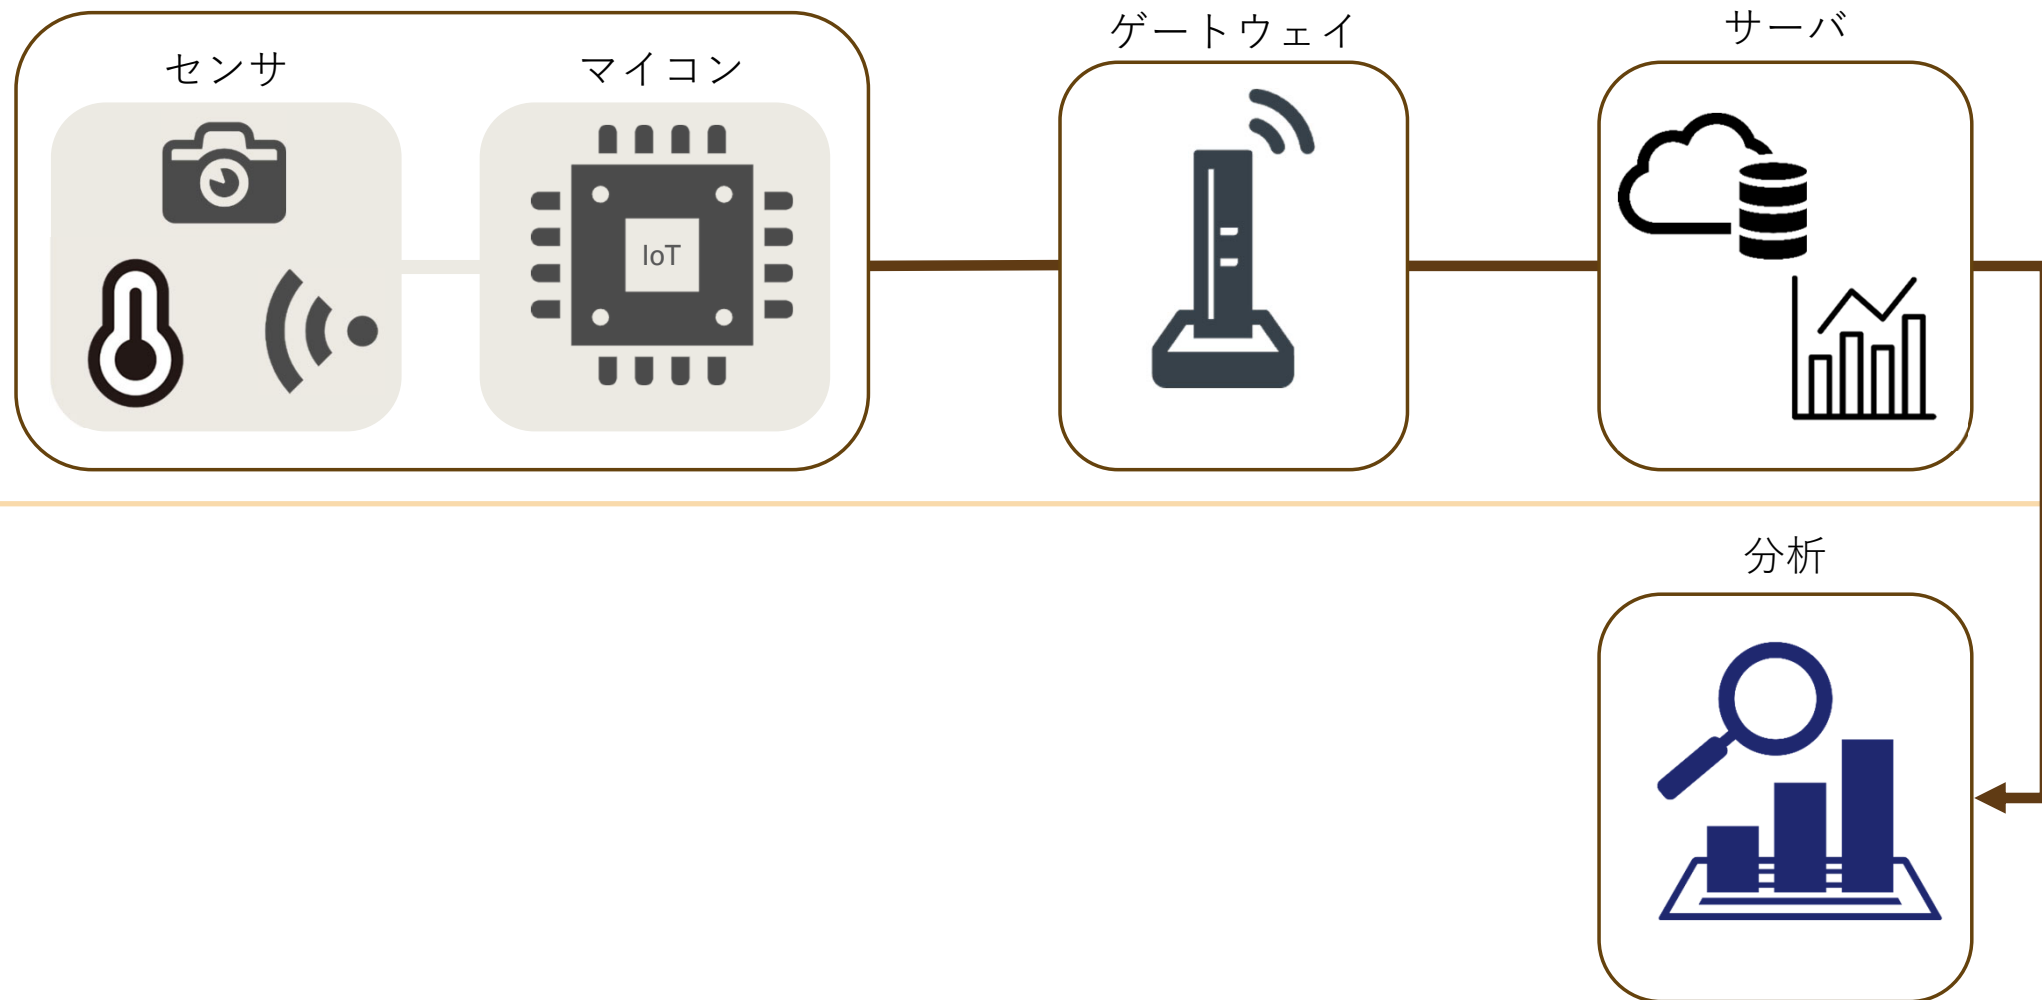 センサ
マイコン
ゲートウェイ
サーバ
IoT
分析